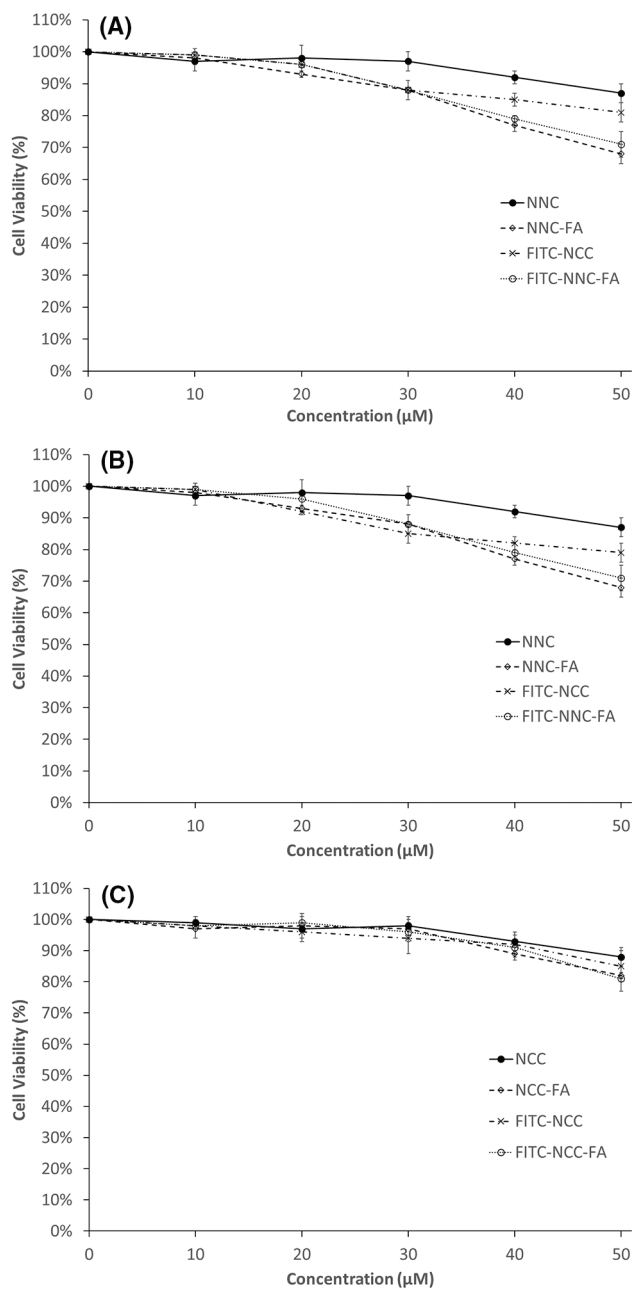 (A)
110%
100%
90%
80%
70%
60%
50%
40%
30%
20%
10%
0%
Cell Viability (%)
NNC
NNC-FA
FITC-NCC
FITC-NNC-FA
0 10 20 30 40 50
Concentration (µM)
(B)
110%
100%
90%
80%
70%
60%
50%
40%
30%
20%
10%
0%
Cell Viability (%)
NNC
NNC-FA
FITC-NCC
FITC-NNC-FA
0 10 20 30 40 50
Concentration (µM)
(C)
110%
100%
90%
80%
70%
60%
50%
40%
30%
20%
10%
0%
Cell Viability (%)
NCC
NCC-FA
FITC-NCC
FITC-NCC-FA
0 10 20 30 40 50
Concentration (µM)